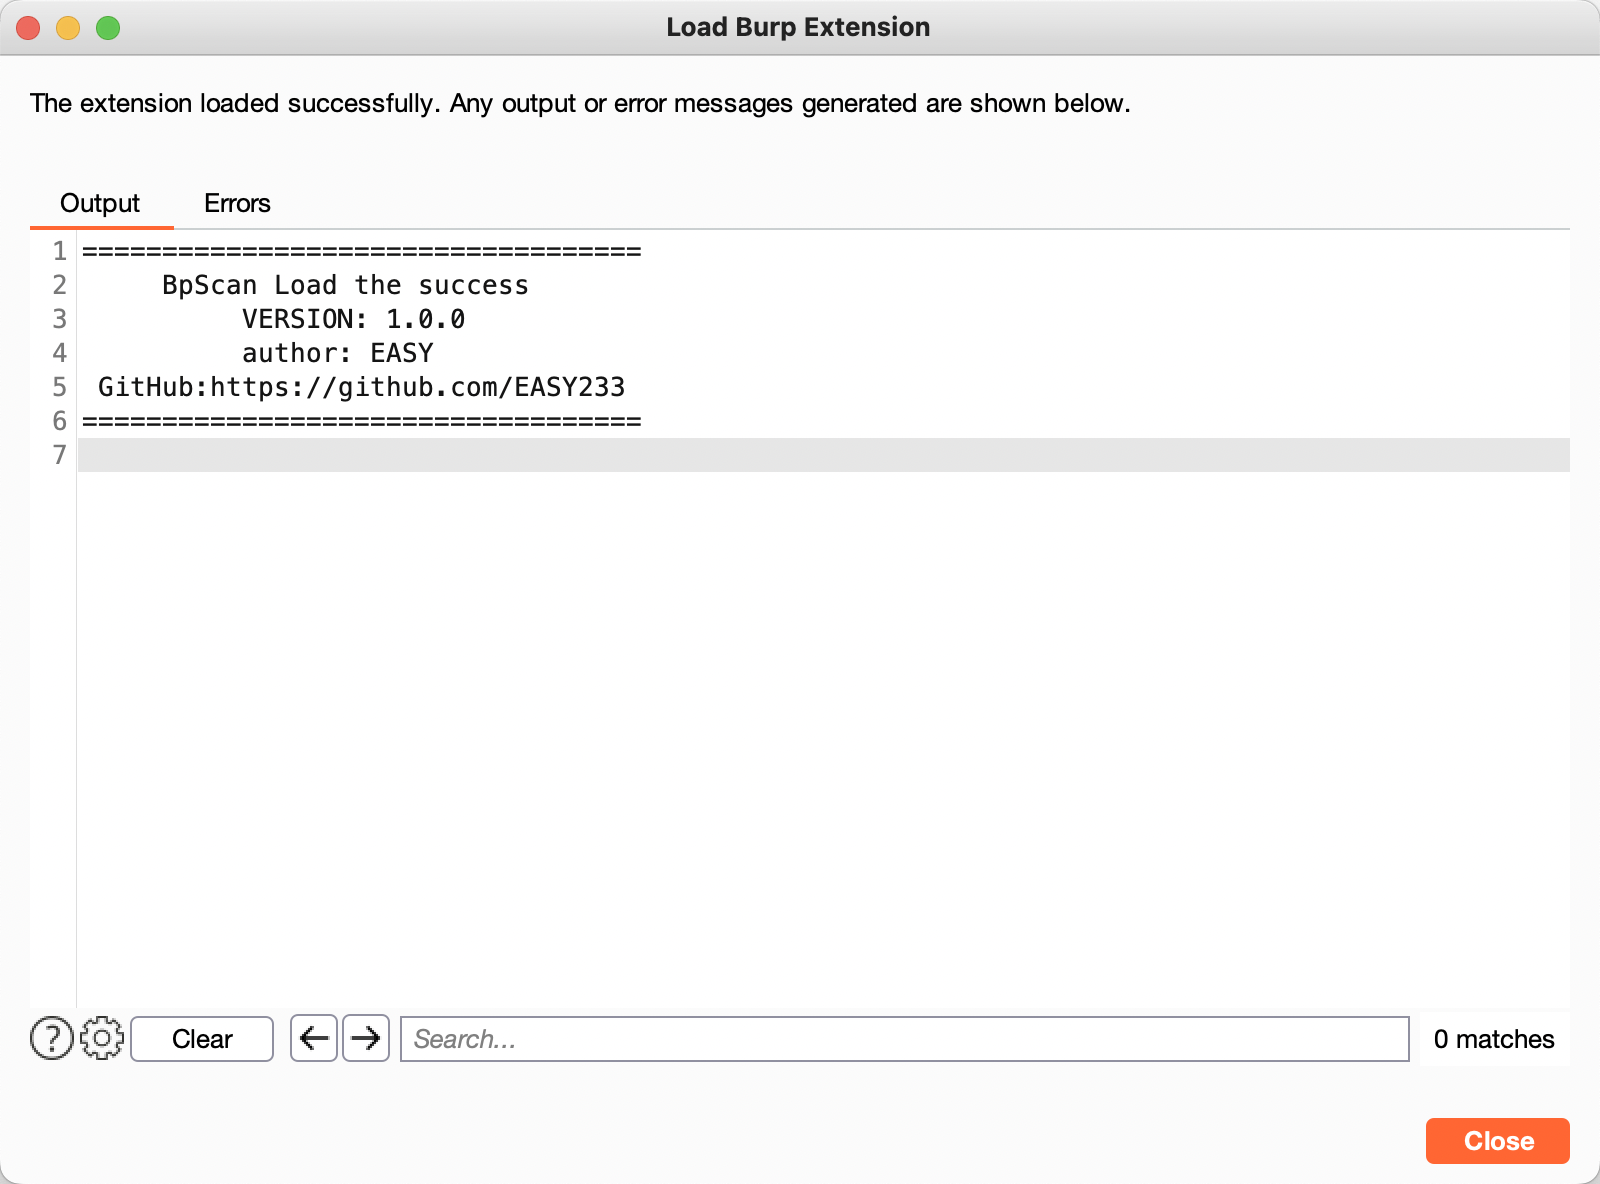 Load Burp Extension
The extension loaded successfully. Any output or error messages generated are shown below.
Output Errors
1 ===================================
2 BpScan Load the success
3 VERSION: 1.0.0
4 author: EASY
5 GitHub:https://github.com/EASY233
6 ===================================
7
? Clear ← → Search... 0 matches
Close